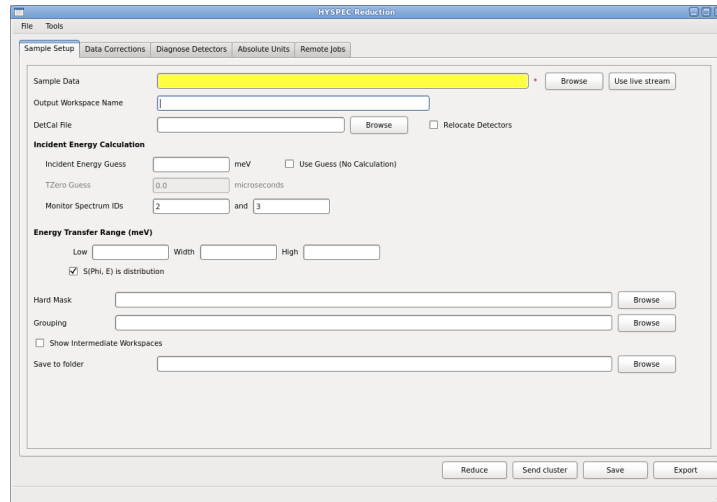 HYSPEC Reduction
File Tools
Sample Setup Data Corrections Diagnose Detectors Absolute Units Remote Jobs
Sample Data * Browse Use live stream
Output Workspace Name
DetCal File Browse Relocate Detectors
Incident Energy Calculation
Incident Energy Guess meV Use Guess (No Calculation)
TZero Guess 0.0 microseconds
Monitor Spectrum IDs 2 and 3
Energy Transfer Range (meV)
Low Width High
S(Phi, E) is distribution
Hard Mask Browse
Grouping Browse
Show Intermediate Workspaces
Save to folder Browse
Reduce Send cluster Save Export